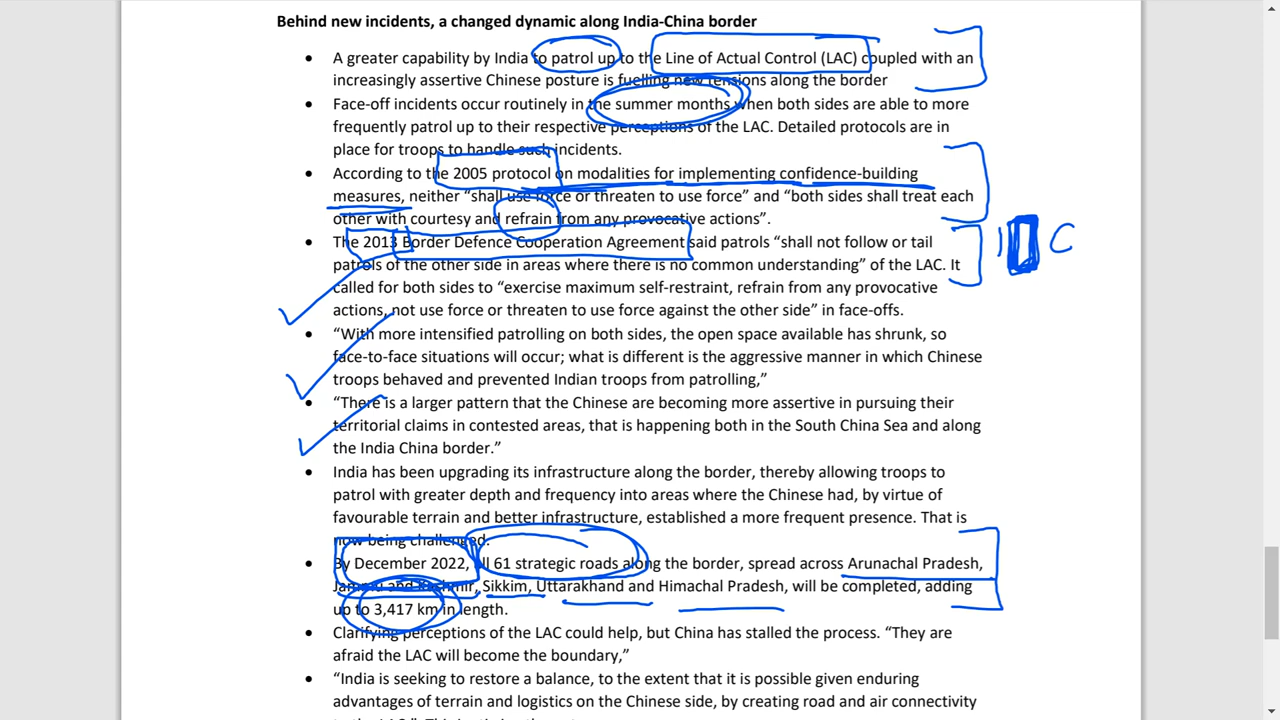 Behind new incidents, a changed dynamic along India-China border
• A greater capability by India to patrol up to the Line of Actual Control (LAC) coupled with an
increasingly assertive Chinese posture is fuelling new tensions along the border
• Face-off incidents occur routinely in the summer months when both sides are able to more
frequently patrol up to their respective perceptions of the LAC. Detailed protocols are in
place for troops to handle such incidents.
• According to the 2005 protocol on modalities for implementing confidence-building
measures, neither “shall use force or threaten to use force” and “both sides shall treat each
other with courtesy and refrain from any provocative actions”.
• The 2013 Border Defence Cooperation Agreement said patrols “shall not follow or tail
patrols of the other side in areas where there is no common understanding” of the LAC. It
called for both sides to “exercise maximum self-restraint, refrain from any provocative
actions, not use force or threaten to use force against the other side” in face-offs.
I C
• “With more intensified patrolling on both sides, the open space available has shrunk, so
face-to-face situations will occur; what is different is the aggressive manner in which Chinese
troops behaved and prevented Indian troops from patrolling,”
• “There is a larger pattern that the Chinese are becoming more assertive in pursuing their
territorial claims in contested areas, that is happening both in the South China Sea and along
the India China border.”
• India has been upgrading its infrastructure along the border, thereby allowing troops to
patrol with greater depth and frequency into areas where the Chinese had, by virtue of
favourable terrain and better infrastructure, established a more frequent presence. That is
now being challenged.
• By December 2022, all 61 strategic roads along the border, spread across Arunachal Pradesh,
Jammu and Kashmir, Sikkim, Uttarakhand and Himachal Pradesh, will be completed, adding
up to 3,417 km in length.
• Clarifying perceptions of the LAC could help, but China has stalled the process. “They are
afraid the LAC will become the boundary,”
• “India is seeking to restore a balance, to the extent that it is possible given enduring
advantages of terrain and logistics on the Chinese side, by creating road and air connectivity